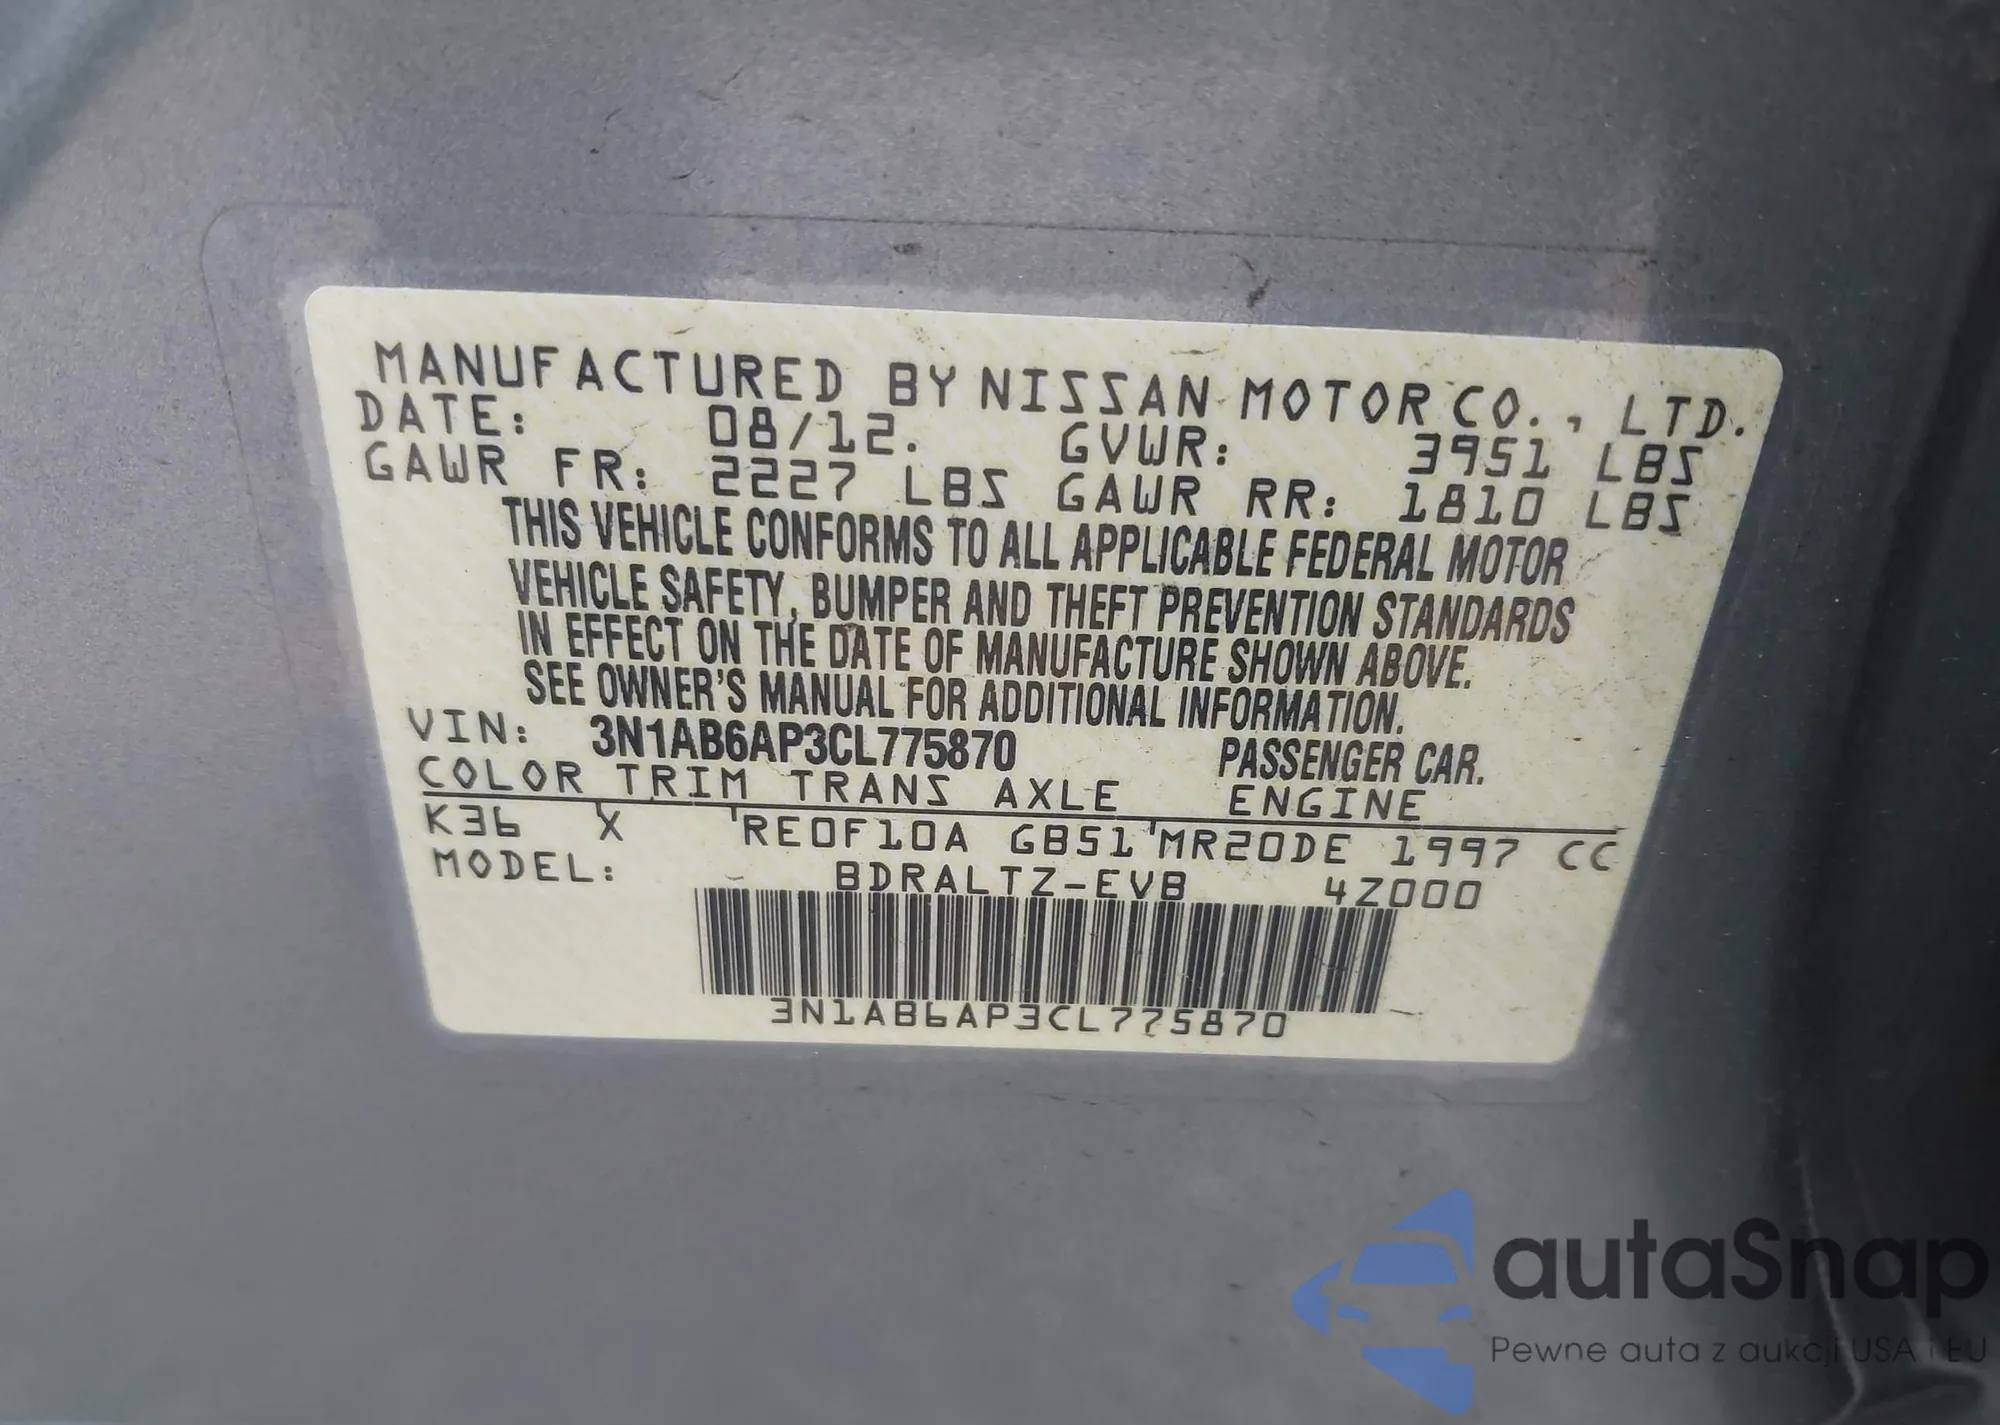 MANUFACTURED BY NISSAN MOTOR CO., LTD.
DATE: 08/12. GVWR: 3951 LBS
GAWR FR: 2227 LBS GAWR RR: 1810 LBS
THIS VEHICLE CONFORMS TO ALL APPLICABLE FEDERAL MOTOR
VEHICLE SAFETY, BUMPER AND THEFT PREVENTION STANDARDS
IN EFFECT ON THE DATE OF MANUFACTURE SHOWN ABOVE.
SEE OWNER'S MANUAL FOR ADDITIONAL INFORMATION.
VIN: 3N1AB6AP3CL775870 PASSENGER CAR.
COLOR TRIM TRANS AXLE ENGINE
K36 X RE0F10A GB51 MR20DE 1997 CC
MODEL: BDRALTZ-EVB 4Z000
3N1AB6AP3CL775870
autaSnap
Pewne auta z aukcji USA i EU